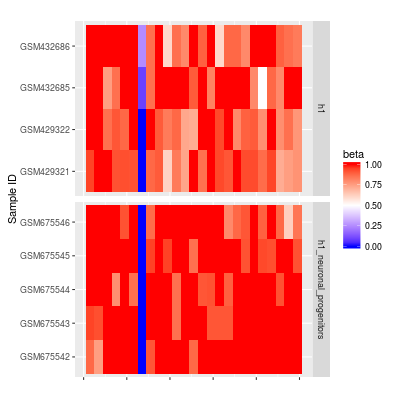 GSM432686
GSM432685
GSM429322
GSM429321
h1
GSM675546
GSM675545
GSM675544
GSM675543
GSM675542
h1_neuronal_progenitors
Sample ID
beta
1.00
0.75
0.50
0.25
0.00